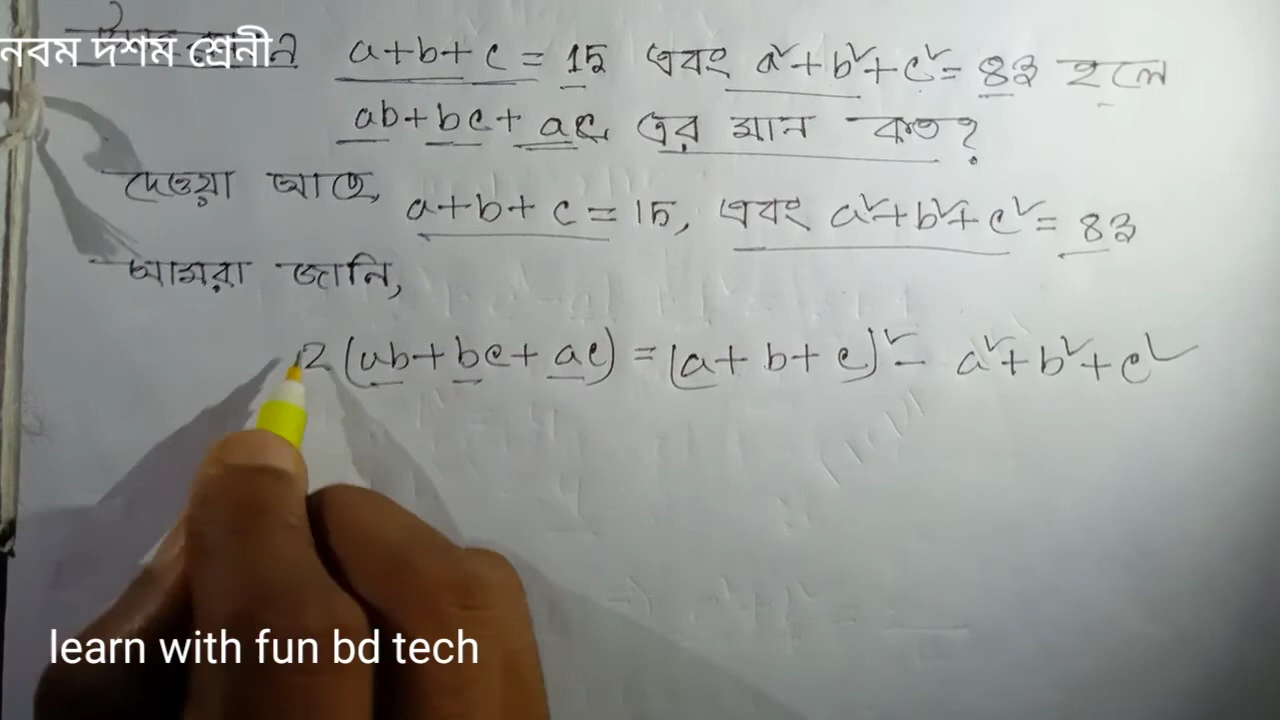 নবম দশম শ্রেণী
a+b+c = 15 এবং a²+b²+c²= 83 হলে
ab+bc+ac এর মান কত?
দেওয়া আছে,
a+b+c = 15, এবং a²+b²+c² = 83
আমরা জানি,
2(ab+bc+ac) = (a+b+c)² - a²+b²+c²
learn with fun bd tech